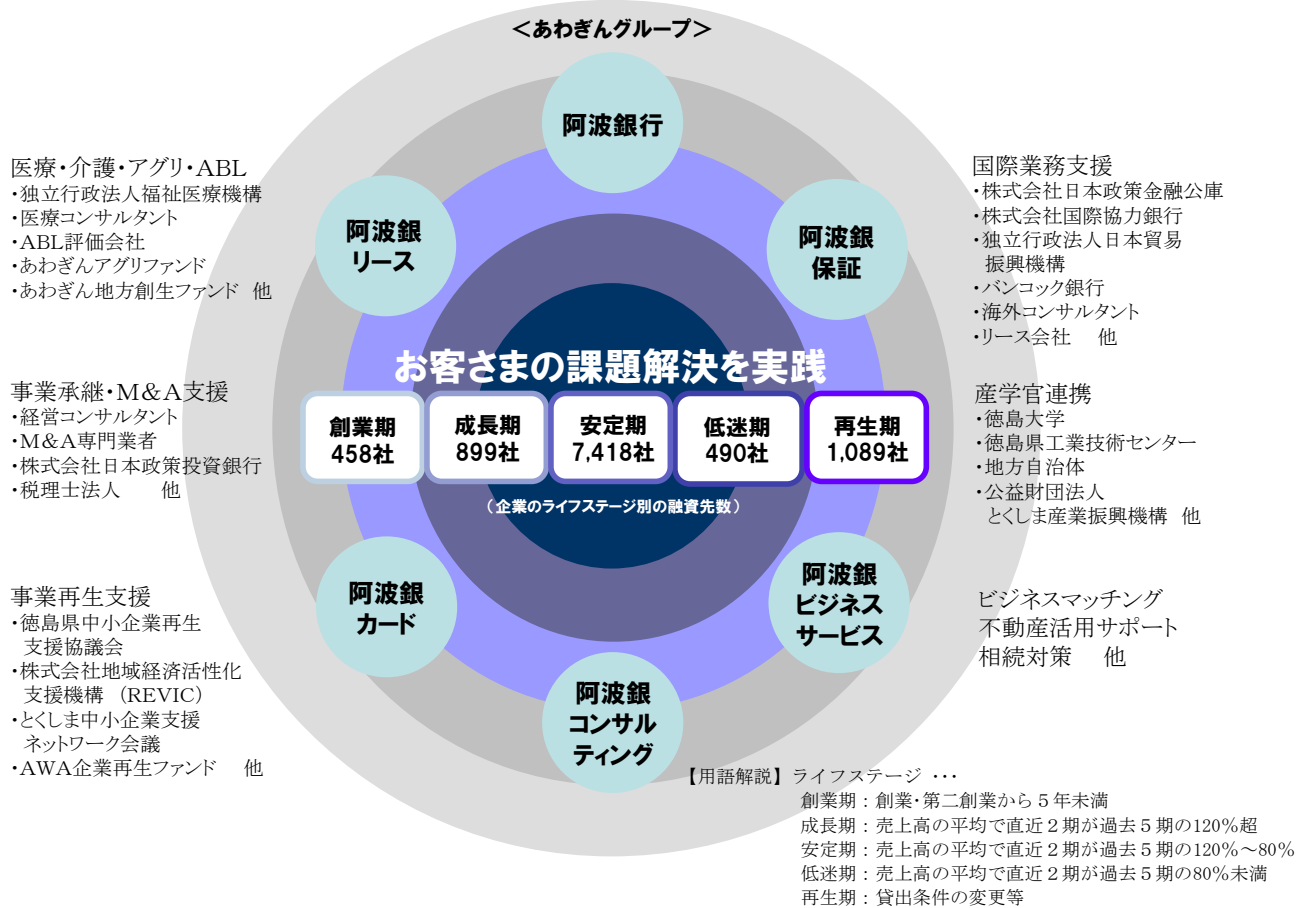 ＜あわぎんグループ＞
阿波銀行
阿波銀
リース
阿波銀
保証
医療・介護・アグリ・ABL
・独立行政法人福祉医療機構
・医療コンサルタント
・ABL評価会社
・あわぎんアグリファンド
・あわぎん地方創生ファンド 他
国際業務支援
・株式会社日本政策金融公庫
・株式会社国際協力銀行
・独立行政法人日本貿易
振興機構
・バンコック銀行
・海外コンサルタント
・リース会社 他
お客さまの課題解決を実践
創業期
458社
成長期
899社
安定期
7,418社
低迷期
490社
再生期
1,089社
（企業のライフステージ別の融資先数）
事業承継・M＆A支援
・経営コンサルタント
・M＆A専門業者
・株式会社日本政策投資銀行
・税理士法人 他
産学官連携
・徳島大学
・徳島県工業技術センター
・地方自治体
・公益財団法人
とくしま産業振興機構 他
事業再生支援
・徳島県中小企業再生
支援協議会
・株式会社地域経済活性化
支援機構 （REVIC）
・とくしま中小企業支援
ネットワーク会議
・AWA企業再生ファンド 他
阿波銀
カード
阿波銀
コンサル
ティング
阿波銀
ビジネス
サービス
ビジネスマッチング
不動産活用サポート
相続対策 他
【用語解説】ライフステージ …
創業期：創業・第二創業から５年未満
成長期：売上高の平均で直近２期が過去５期の120％超
安定期：売上高の平均で直近２期が過去５期の120％～80％
低迷期：売上高の平均で直近２期が過去５期の80％未満
再生期：貸出条件の変更等